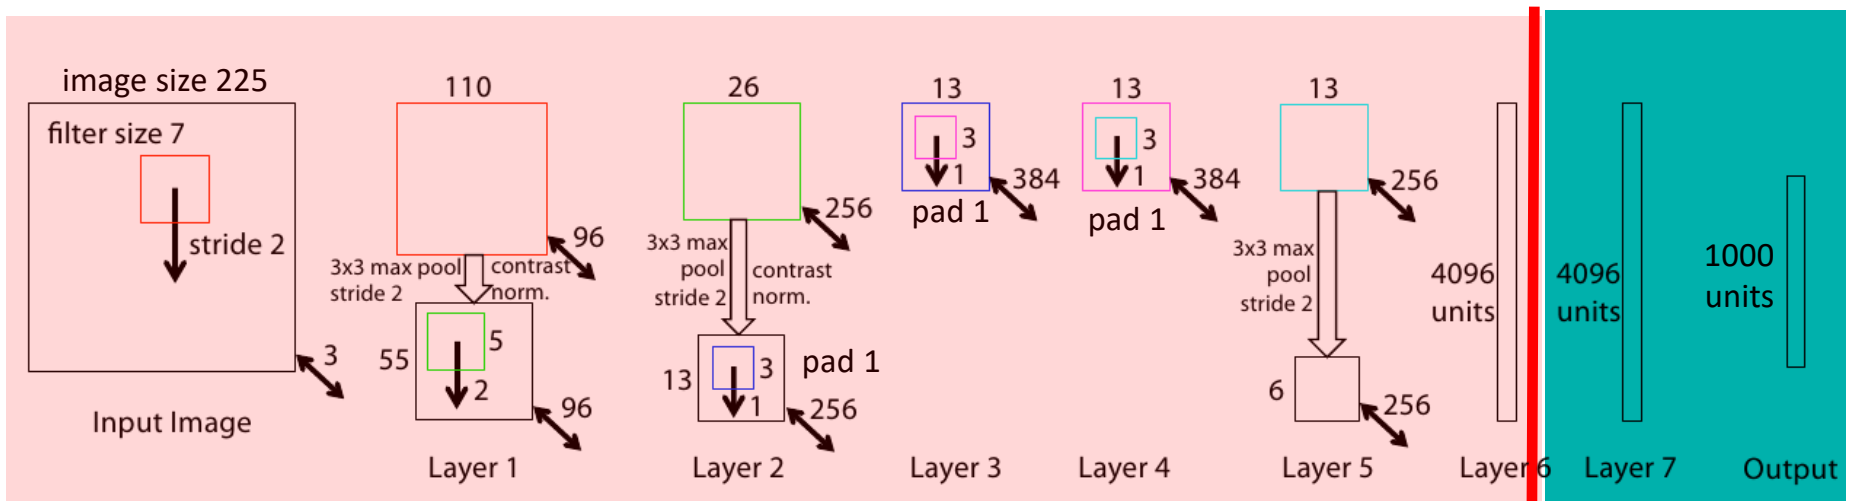 image size 225
filter size 7
stride 2
3
Input Image
110
96
3x3 max pool
stride 2
contrast
norm.
55
5
2
96
Layer 1
26
256
3x3 max
pool
stride 2
contrast
norm.
13
3
1
pad 1
256
Layer 2
13
3
1
384
pad 1
Layer 3
13
3
1
384
pad 1
Layer 4
13
256
3x3 max
pool
stride 2
6
256
Layer 5
4096
units
Layer 6
4096
units
Layer 7
1000
units
Output